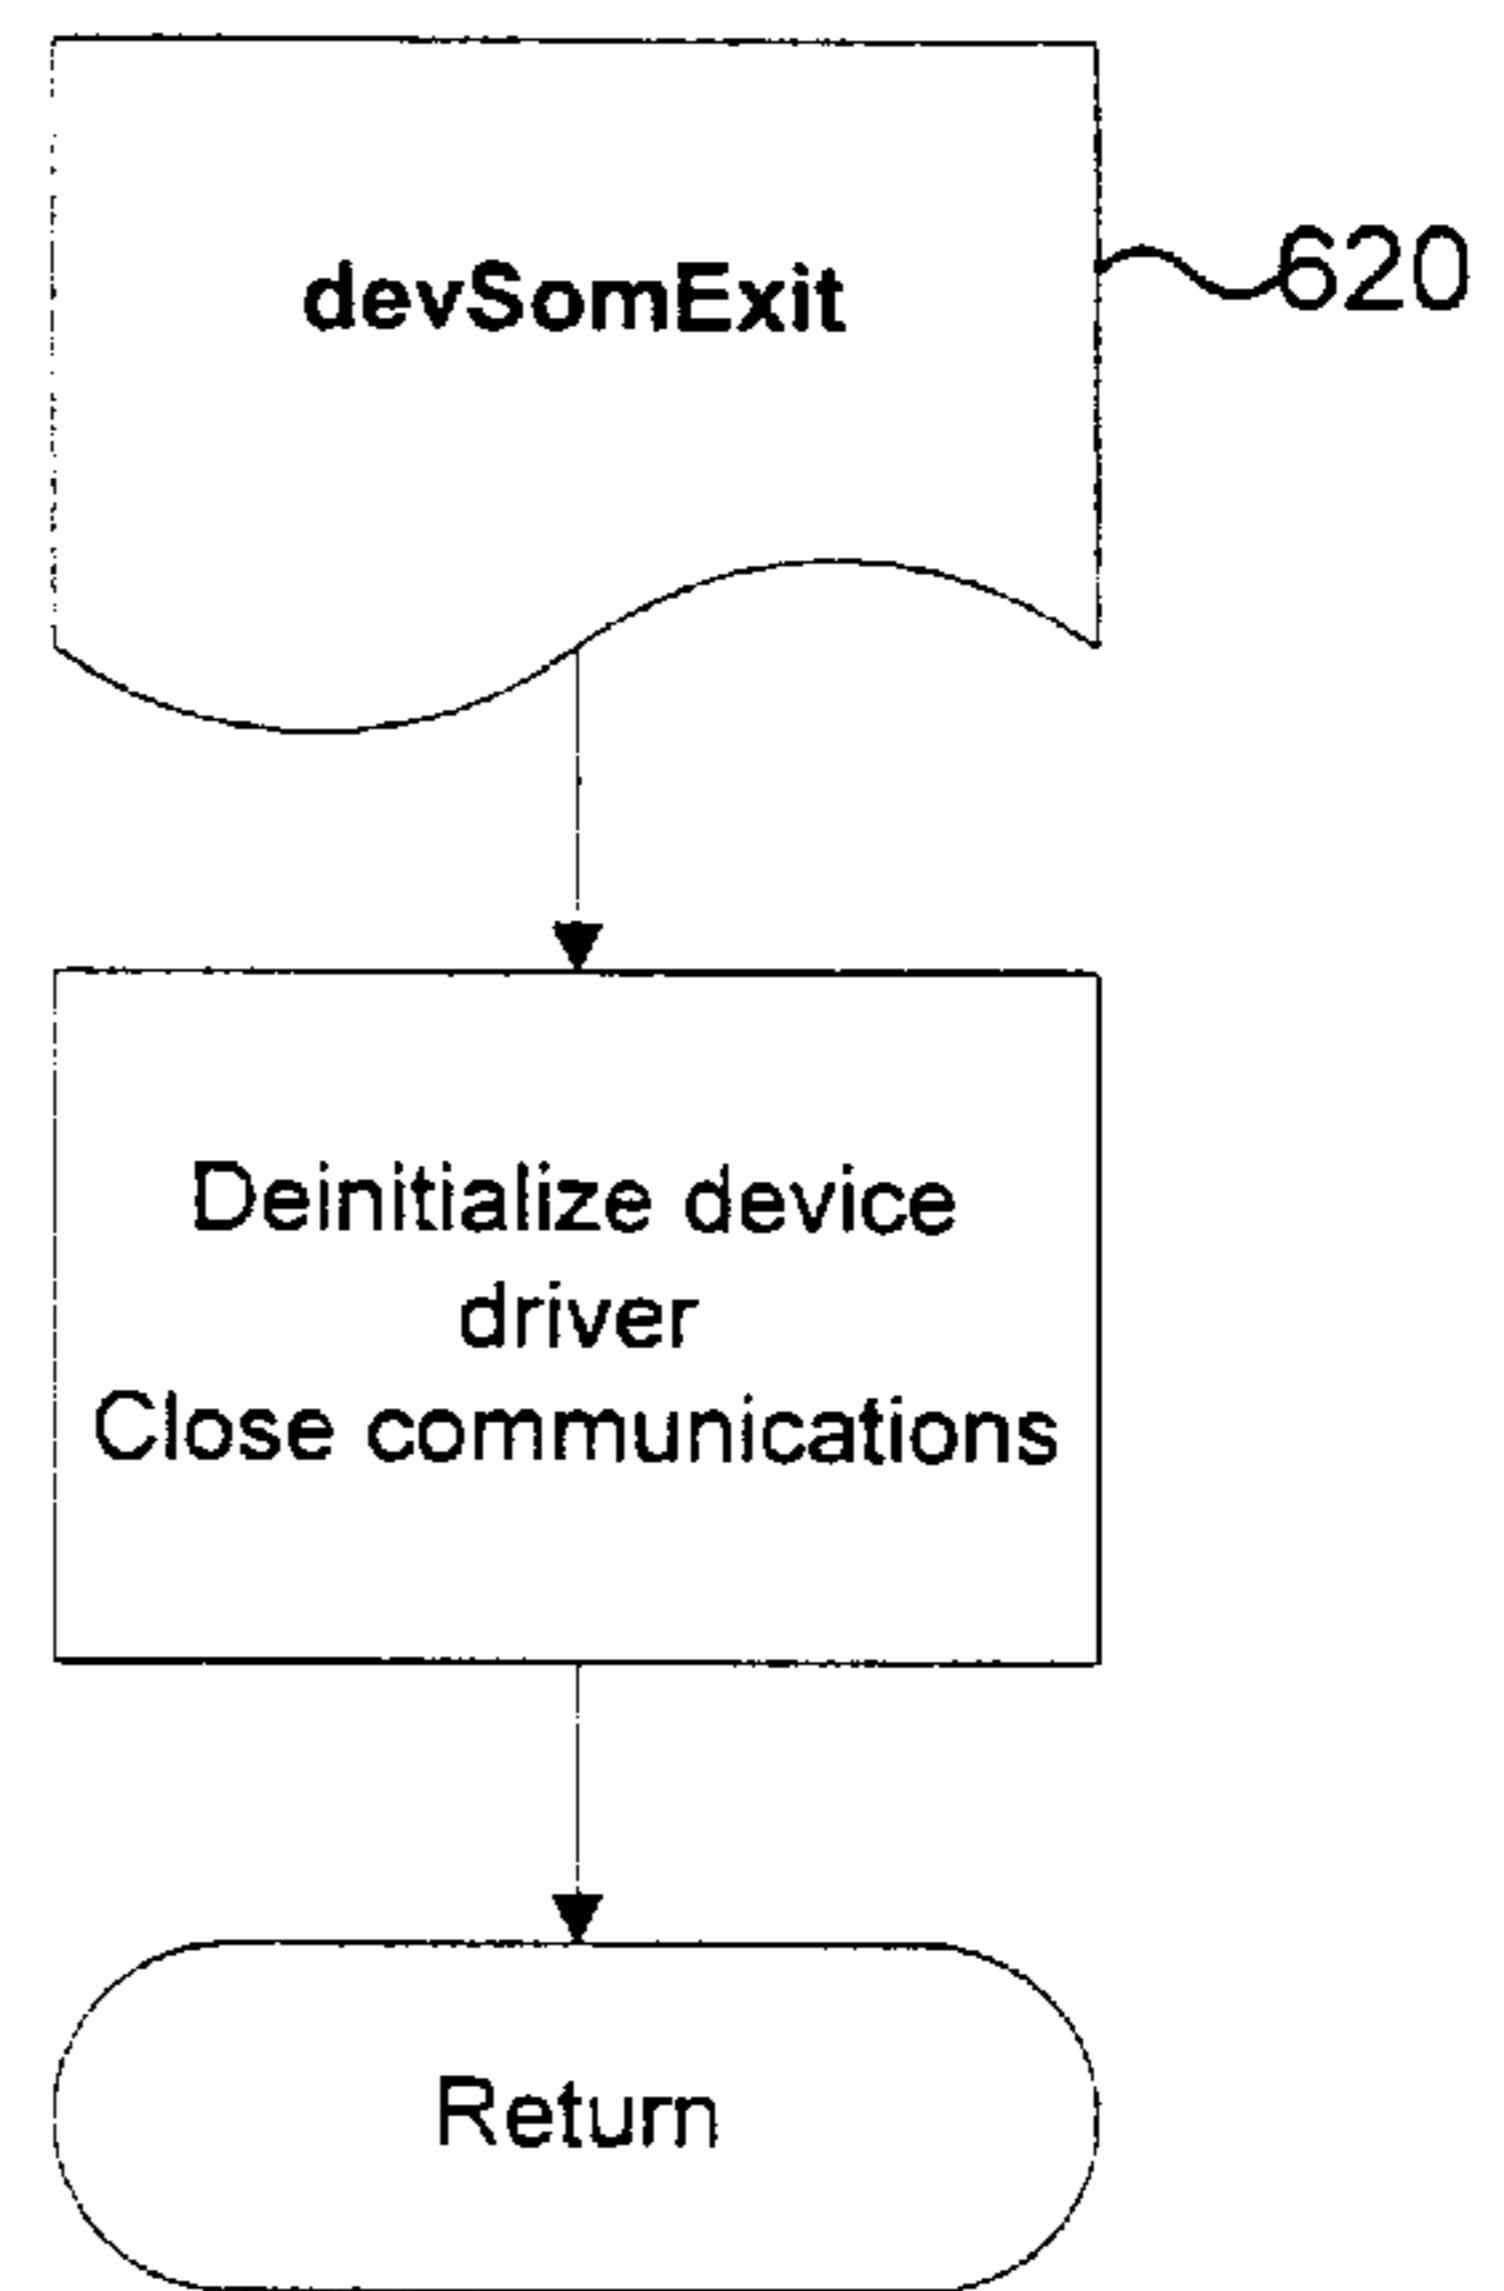 devSomExit
620
Deinitialize device
driver
Close communications
Return